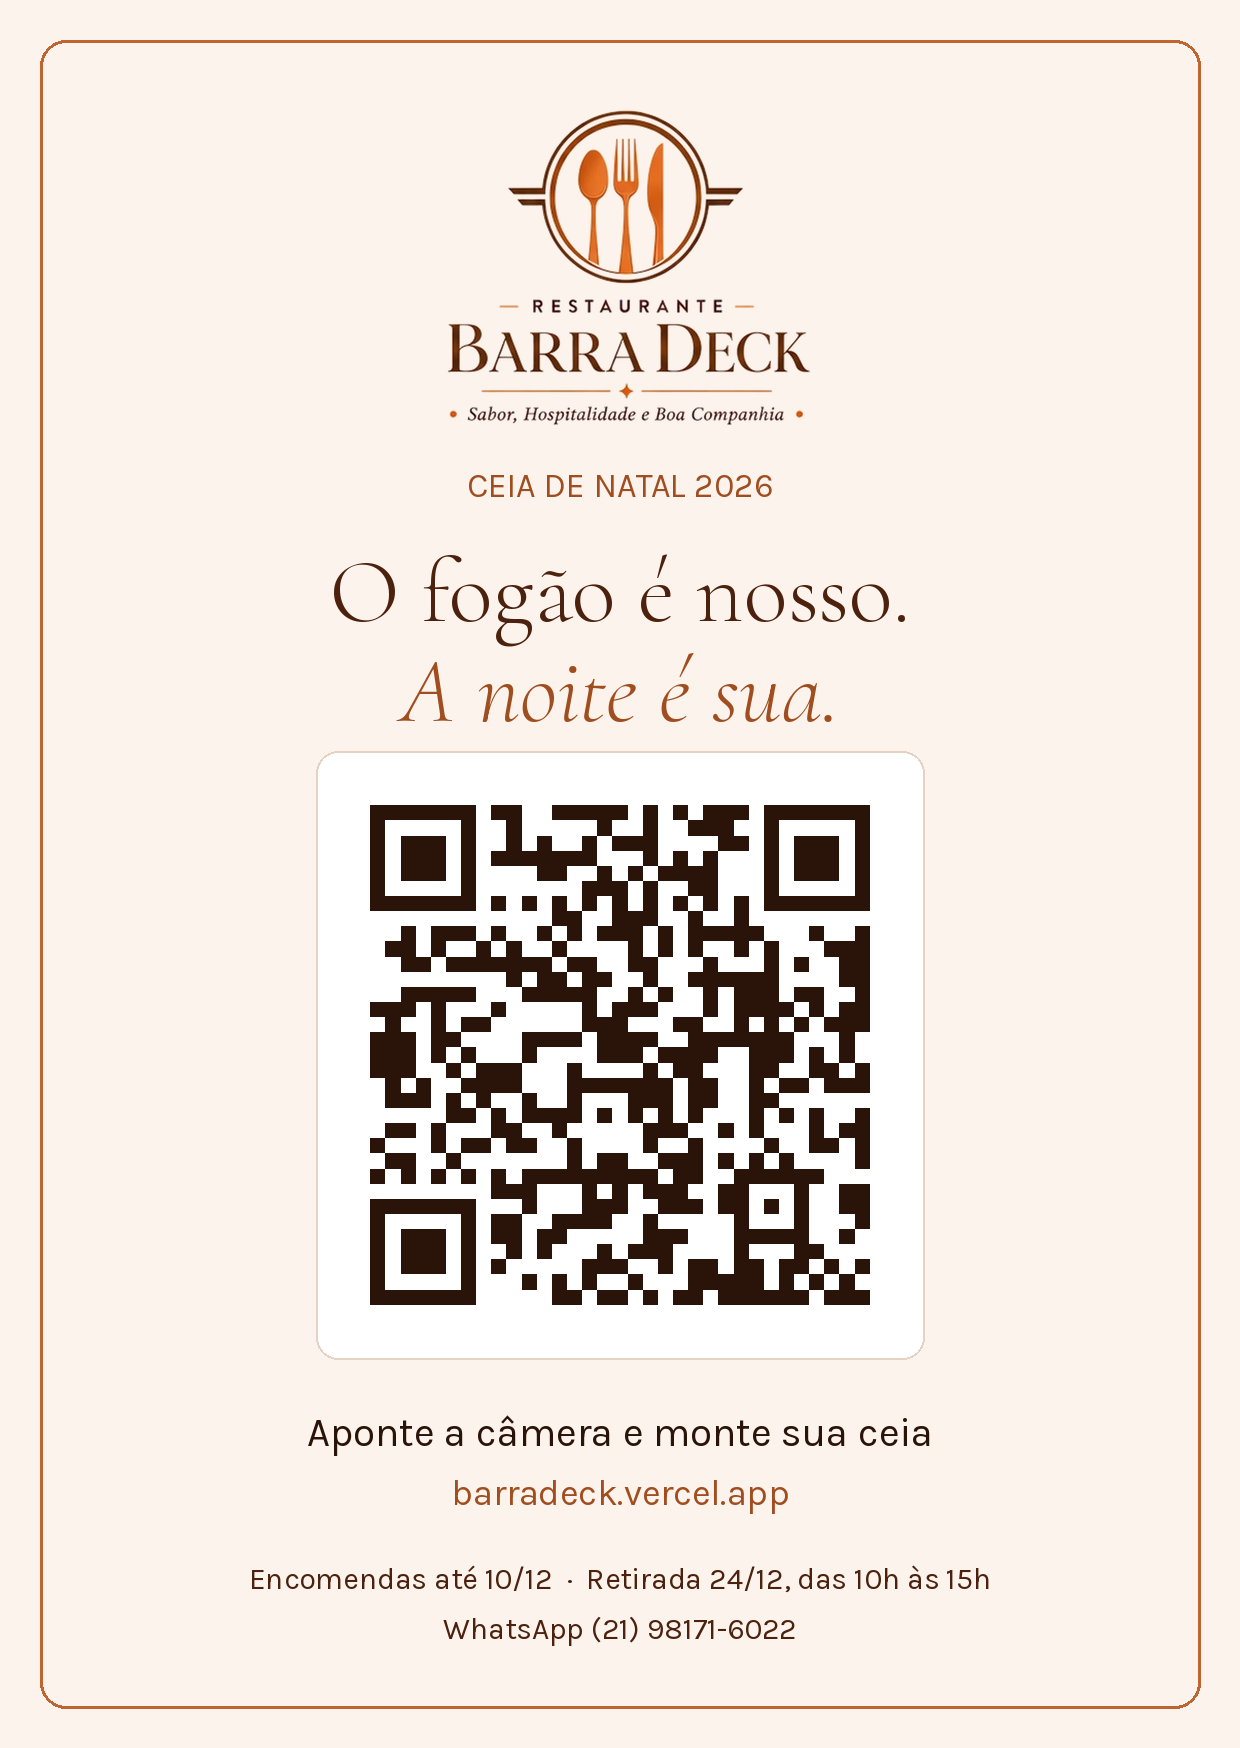 RESTAURANTE
BARRA DECK
Sabor, Hospitalidade e Boa Companhia
CEIA DE NATAL 2026
O fogão é nosso.
A noite é sua.
Aponte a câmera e monte sua ceia
barradeck.vercel.app
Encomendas até 10/12 · Retirada 24/12, das 10h às 15h
WhatsApp (21) 98171-6022